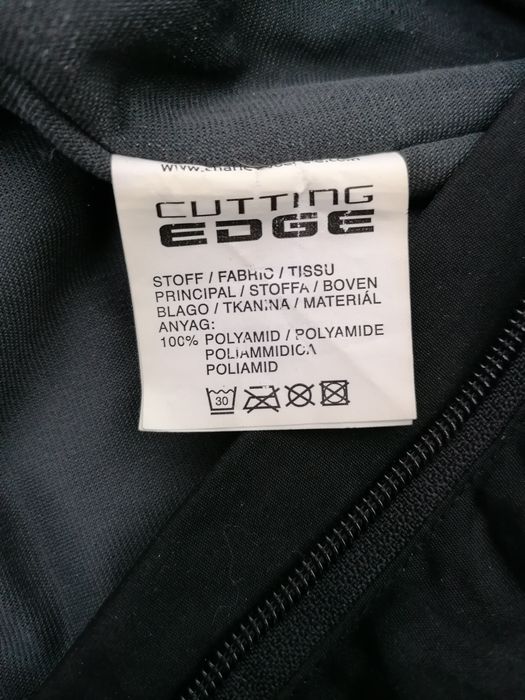 CUTTING
EDGE
STOFF / FABRIC / TISSU
PRINCIPAL / STOFFA / BOVEN
BLAGO / TKANINA / MATERIÁL
ANYAG:
100% POLYAMID / POLYAMIDE
POLIAMMIDICA
POLIAMID
30